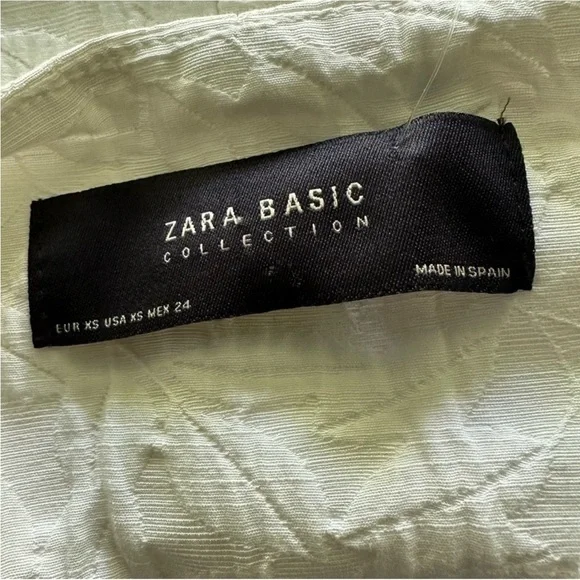 ZARA BASIC
COLLECTION
MADE IN SPAIN
EUR XS USA XS MEX 24